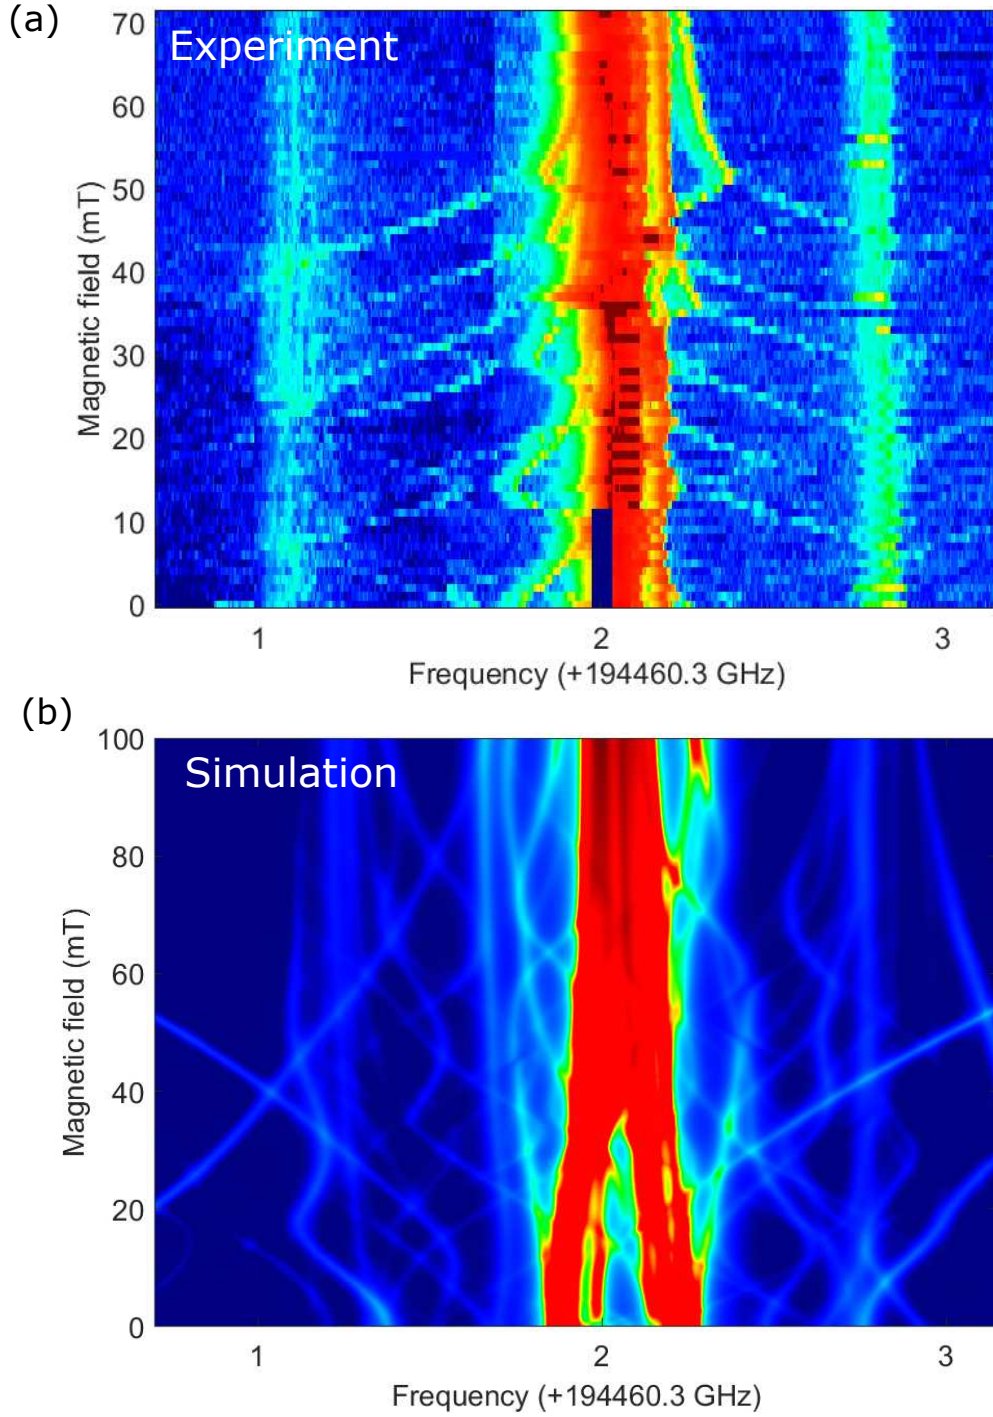 (a)
Experiment
70
60
50
40
30
20
10
0
Magnetic field (mT)
1 2 3
Frequency (+194460.3 GHz)
(b)
Simulation
100
80
60
40
20
0
Magnetic field (mT)
1 2 3
Frequency (+194460.3 GHz)